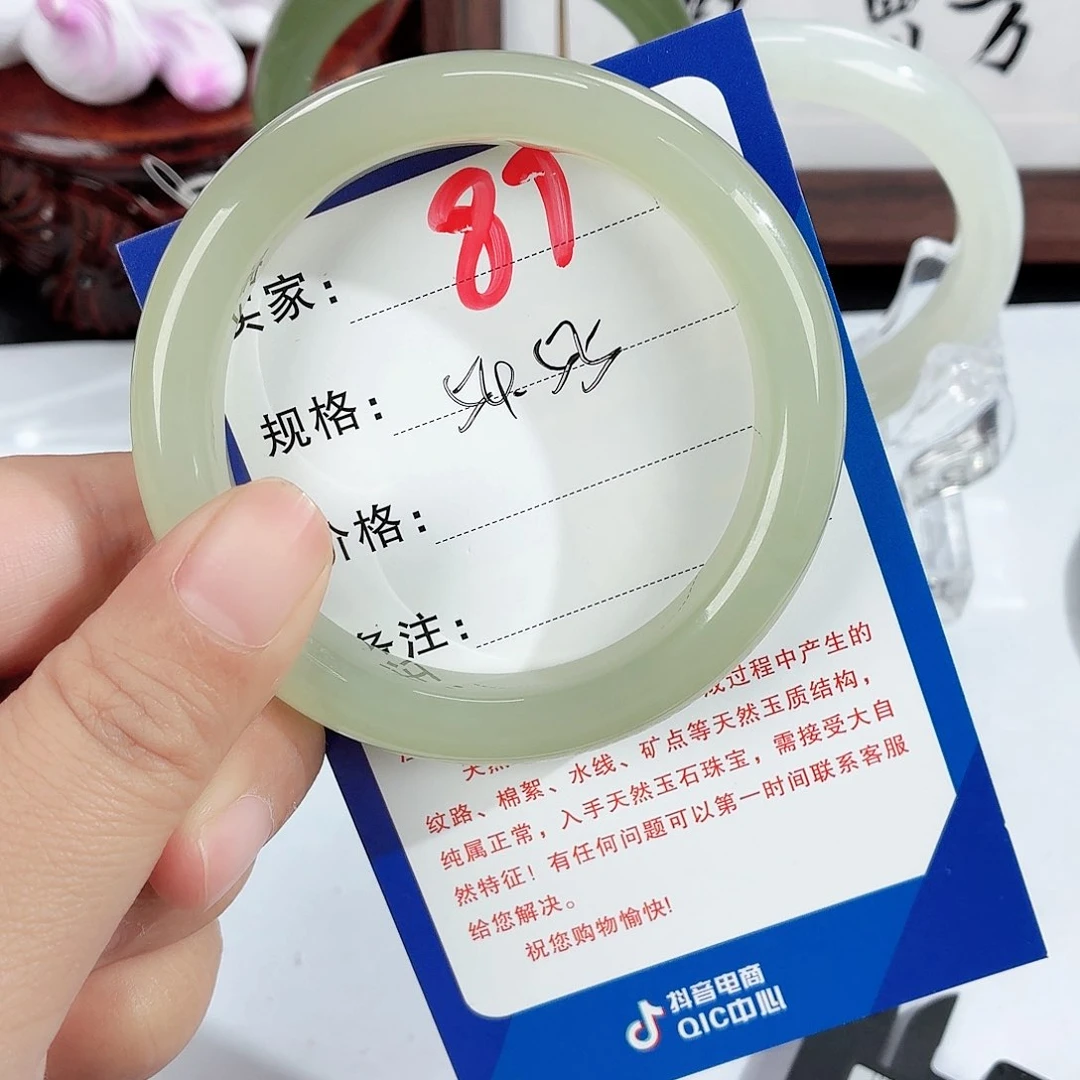 87
卖家：
规格：
价格：
备注：
成过程中产生的
纹路、棉絮、水线、矿点等天然玉质结构，
纯属正常，入手天然玉石珠宝，需接受大自
然特征！有任何问题可以第一时间联系客服
给您解决。
祝您购物愉快!
抖音电商
QIC中心